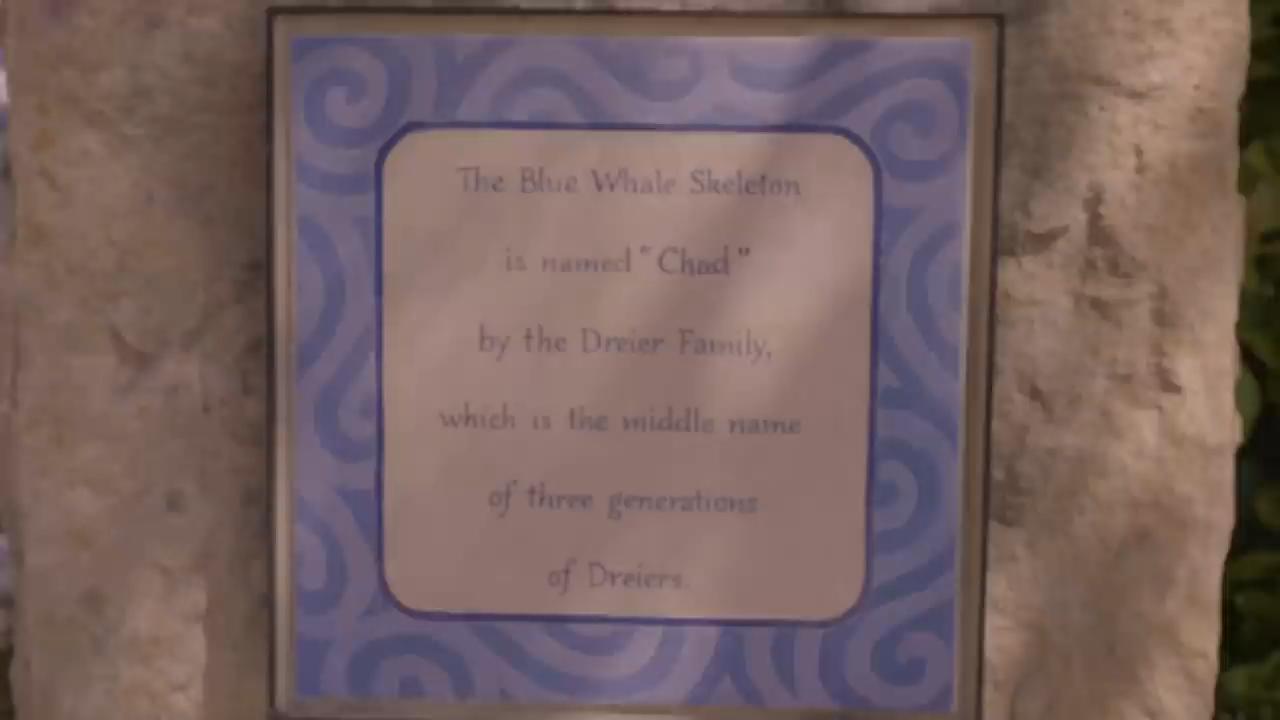 The Blue Whale Skeleton
is named "Chad"
by the Dreier Family,
which is the middle name
of three generations
of Dreiers.